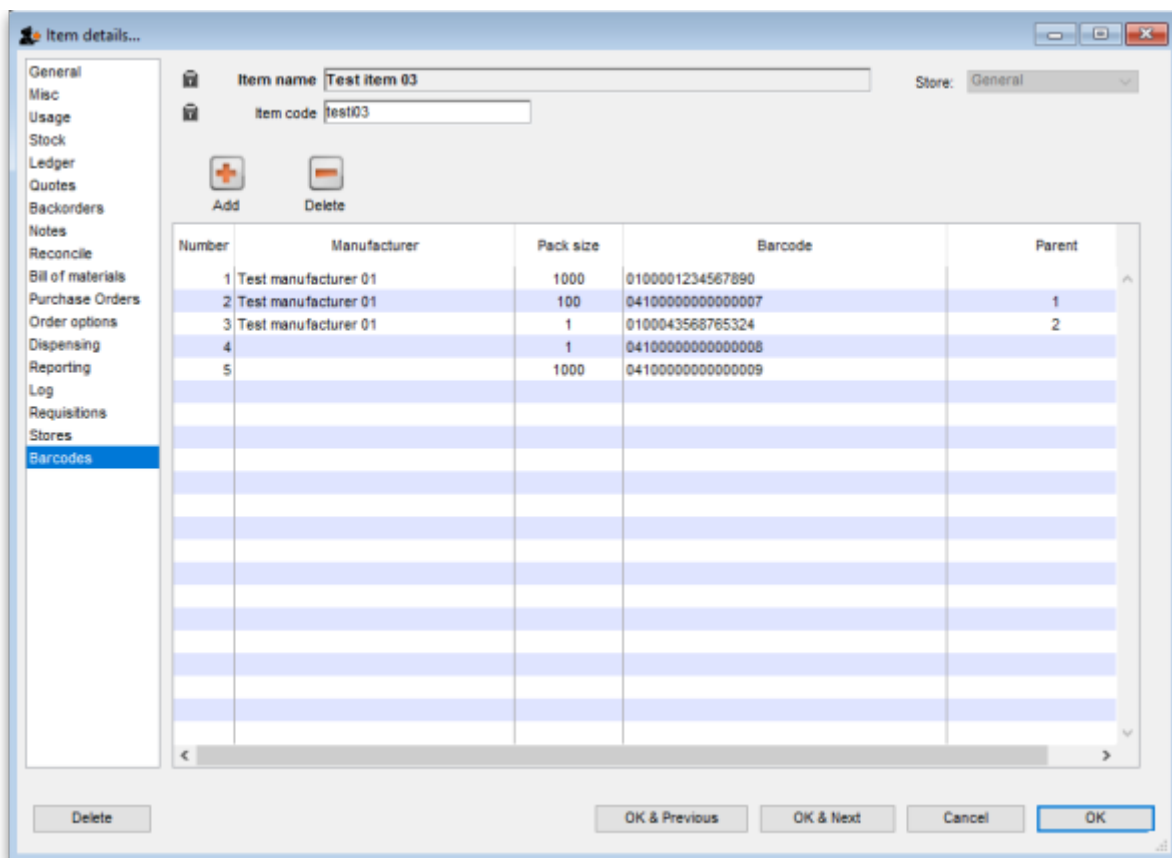 Item details...
General
Misc
Usage
Stock
Ledger
Quotes
Backorders
Notes
Reconcile
Bill of materials
Purchase Orders
Order options
Dispensing
Reporting
Log
Requisitions
Stores
Barcodes
Item name Test item 03 Store: General
Item code testi03
Add Delete
Number Manufacturer Pack size Barcode Parent
1 Test manufacturer 01 1000 0100001234567890
2 Test manufacturer 01 100 04100000000000007 1
3 Test manufacturer 01 1 0100043568765324 2
4 1 04100000000000008
5 1000 04100000000000009
Delete OK & Previous OK & Next Cancel OK